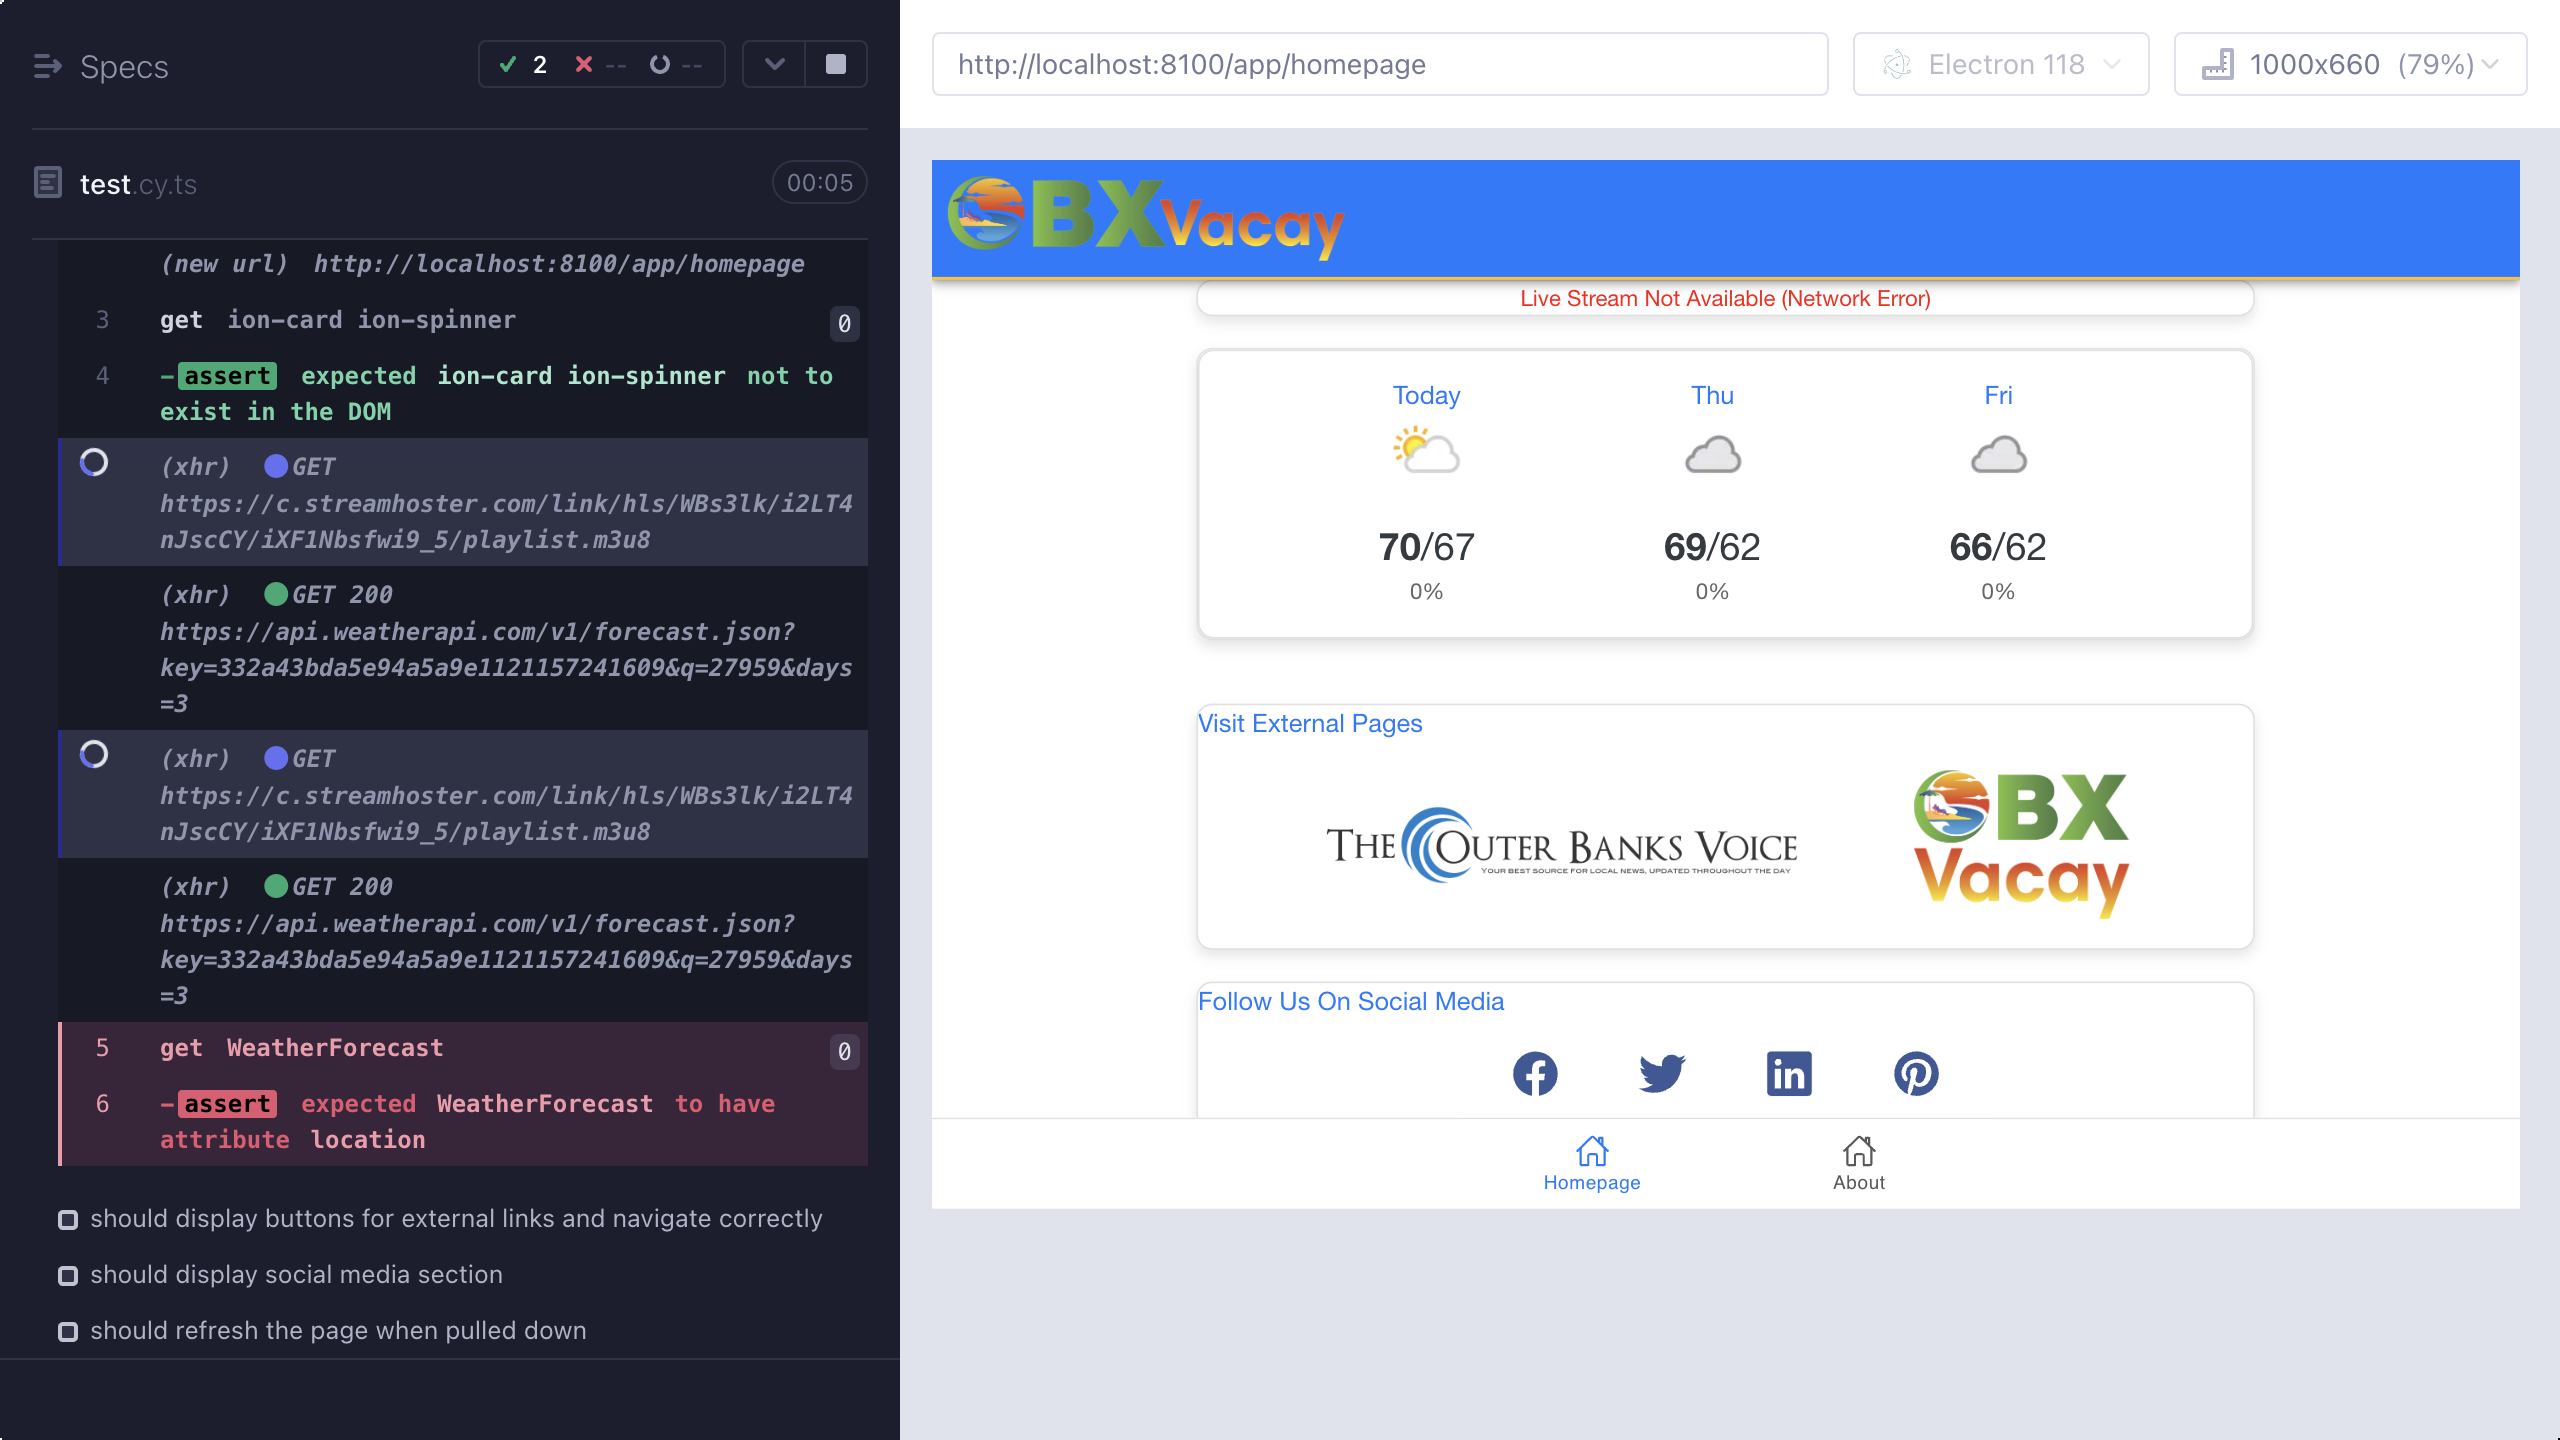 Specs
2
--
--
test.cy.ts
00:05
(new url) http://localhost:8100/app/homepage
3 get ion-card ion-spinner 0
4 -assert expected ion-card ion-spinner not to
exist in the DOM
(xhr) GET
https://c.streamhoster.com/link/hls/WBs3lk/i2LT4
nJscCY/iXF1Nbsfwi9_5/playlist.m3u8
(xhr) GET 200
https://api.weatherapi.com/v1/forecast.json?
key=332a43bda5e94a5a9e1121157241609&q=27959&days
=3
(xhr) GET
https://c.streamhoster.com/link/hls/WBs3lk/i2LT4
nJscCY/iXF1Nbsfwi9_5/playlist.m3u8
(xhr) GET 200
https://api.weatherapi.com/v1/forecast.json?
key=332a43bda5e94a5a9e1121157241609&q=27959&days
=3
5 get WeatherForecast 0
6 -assert expected WeatherForecast to have
attribute location
should display buttons for external links and navigate correctly
should display social media section
should refresh the page when pulled down
http://localhost:8100/app/homepage
Electron 118
1000x660 (79%)
OBX Vacay
Live Stream Not Available (Network Error)
Today Thu Fri
70/67 69/62 66/62
0% 0% 0%
Visit External Pages
THE OUTER BANKS VOICE
YOUR BEST SOURCE FOR LOCAL NEWS, UPDATED THROUGHOUT THE DAY
OBX
Vacay
Follow Us On Social Media
Homepage
About